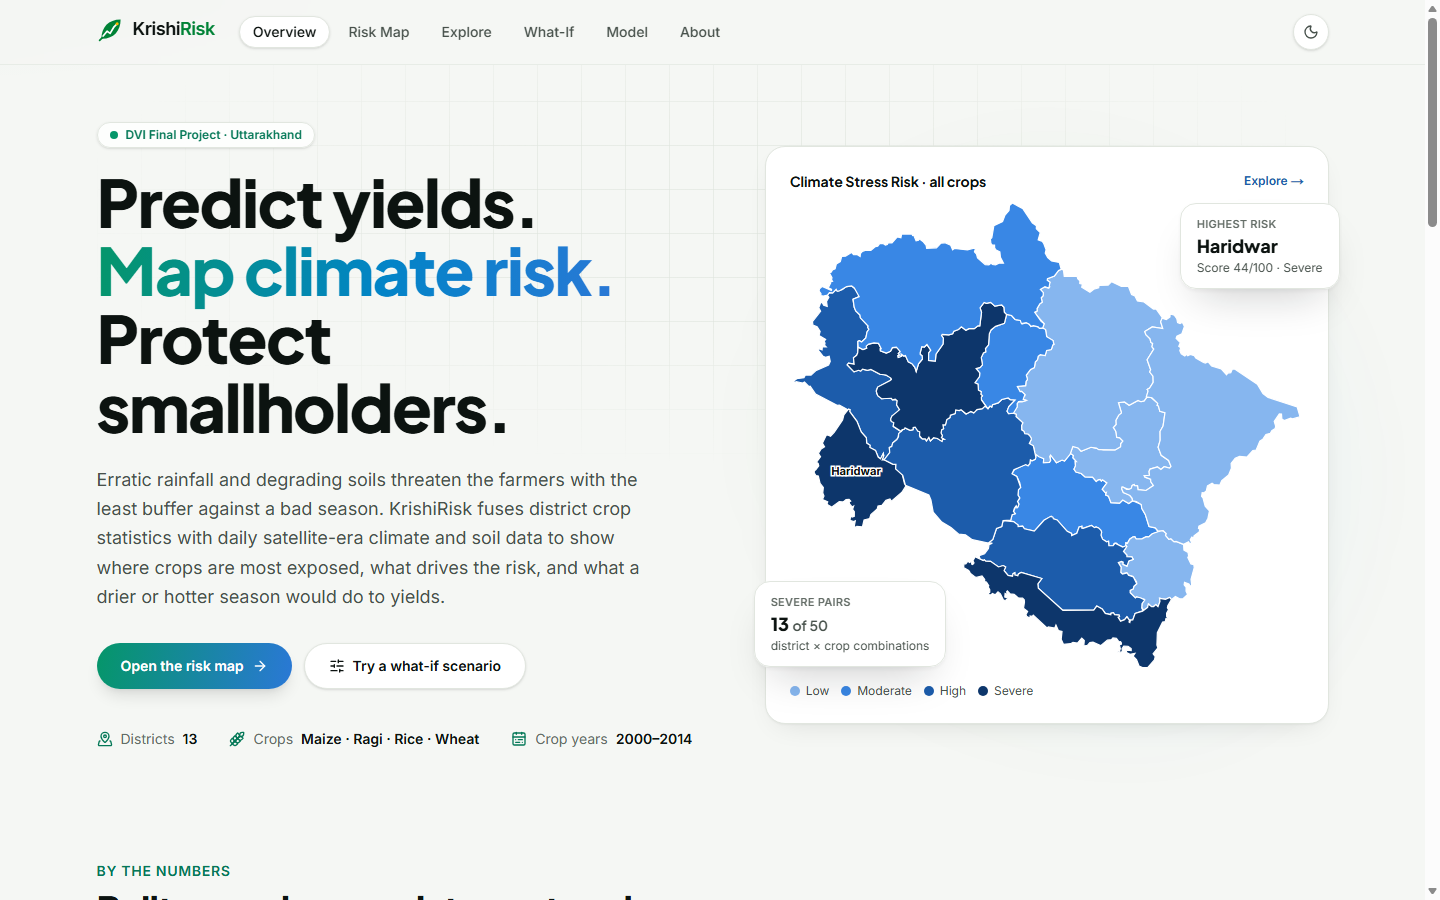 KrishiRisk
Overview
Risk Map
Explore
What-If
Model
About
DVI Final Project · Uttarakhand
Predict yields.
Map climate risk.
Protect
smallholders.
Erratic rainfall and degrading soils threaten the farmers with the
least buffer against a bad season. KrishiRisk fuses district crop
statistics with daily satellite-era climate and soil data to show
where crops are most exposed, what drives the risk, and what a
drier or hotter season would do to yields.
Open the risk map →
Try a what-if scenario
Districts 13
Crops Maize · Ragi · Rice · Wheat
Crop years 2000–2014
Climate Stress Risk · all crops
Explore →
HIGHEST RISK
Haridwar
Score 44/100 · Severe
Haridwar
SEVERE PAIRS
13 of 50
district × crop combinations
Low
Moderate
High
Severe
BY THE NUMBERS